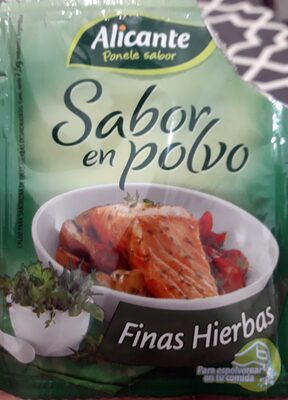 Alicante
Ponele sabor
Sabor
en polvo
Finas Hierbas
Para espolvorear
en tu comida